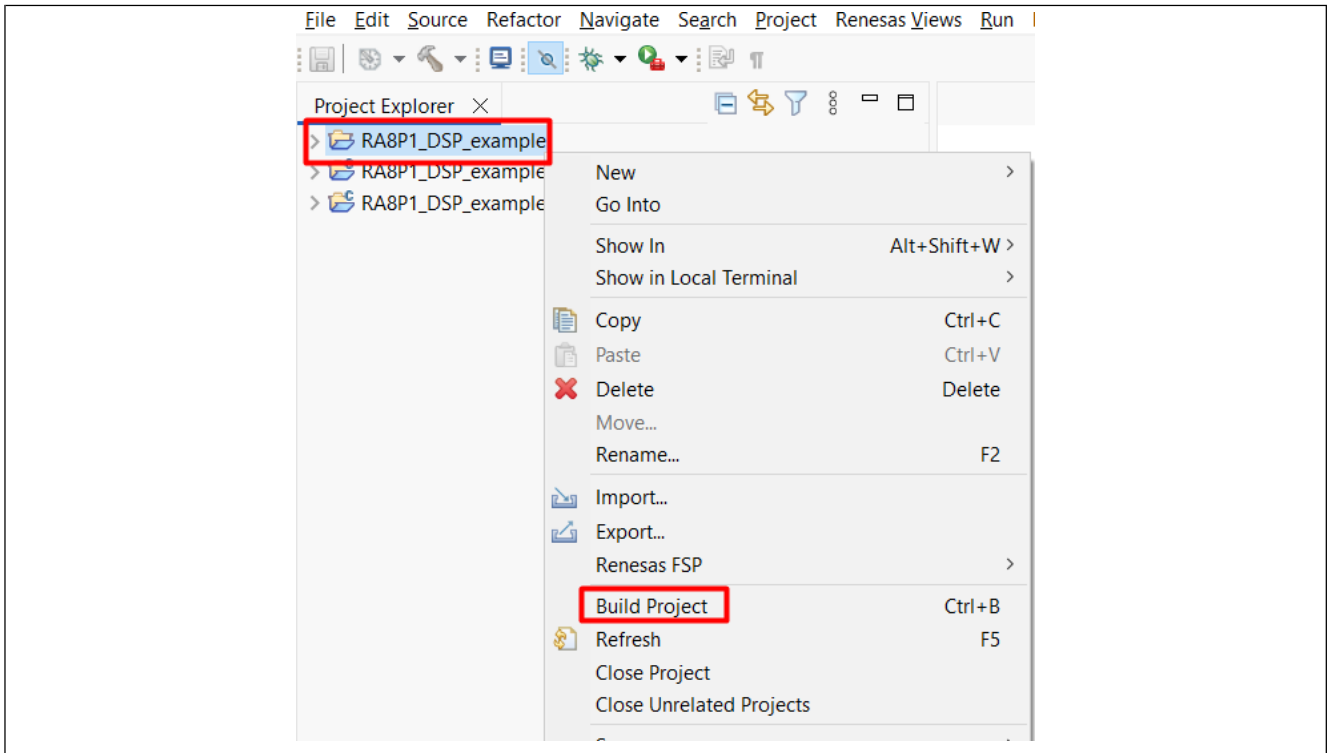 File Edit Source Refactor Navigate Search Project Renesas Views Run
Project Explorer
RA8P1_DSP_example
RA8P1_DSP_example
RA8P1_DSP_example
New
Go Into
Show In Alt+Shift+W
Show in Local Terminal
Copy Ctrl+C
Paste Ctrl+V
Delete Delete
Move...
Rename... F2
Import...
Export...
Renesas FSP
Build Project Ctrl+B
Refresh F5
Close Project
Close Unrelated Projects